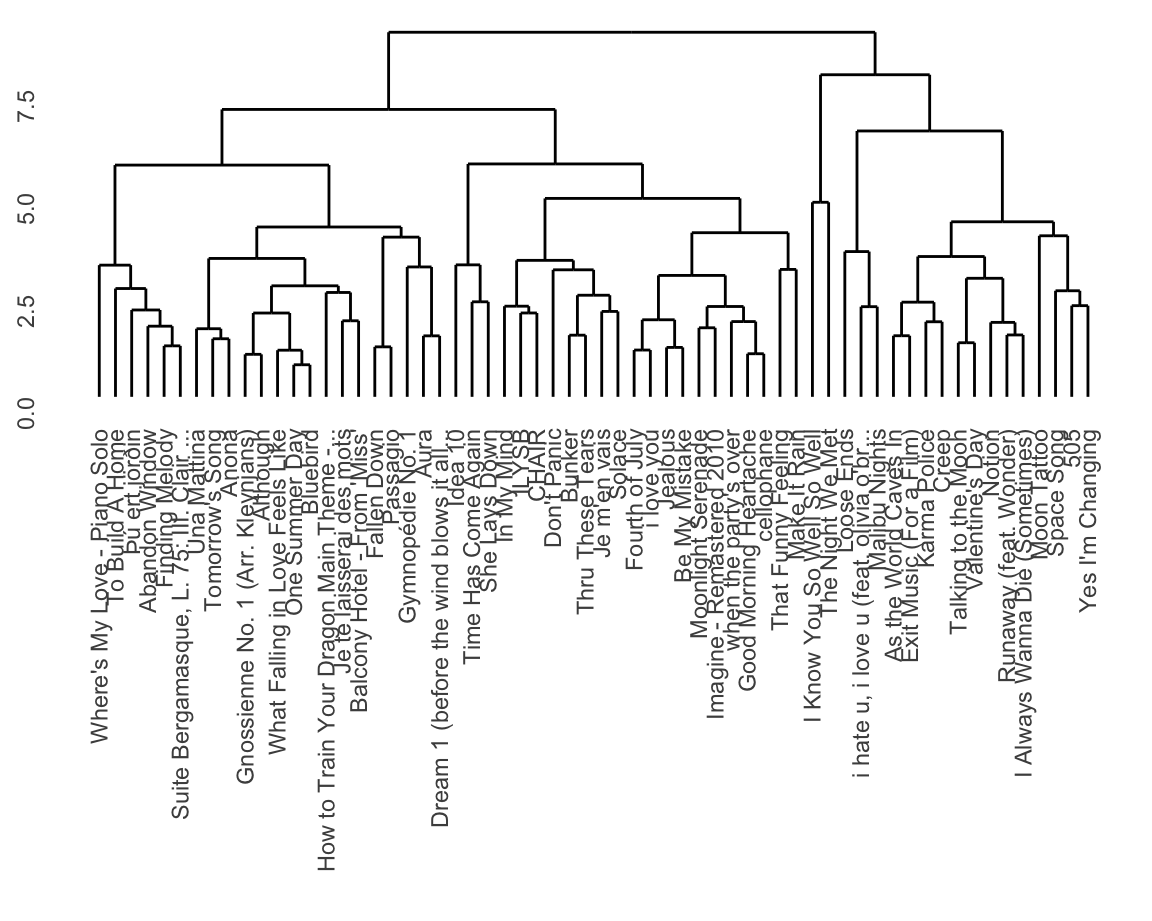 7.5
5.0
2.5
0.0
Where's My Love - Piano Solo
To Build A Home
Þú ert jörðin
Abandon Window
Finding Melody
Suite Bergamasque, L. 75: III. Clair ...
Una Mattina
Tomorrow's Song
Anona
Gnossienne No. 1 (Arr. Kleynjans)
Although
What Falling in Love Feels Like
One Summer Day
Bluebird
How to Train Your Dragon Main Theme -...
Je te laisserai des mots
Balcony Hotel - From 'Miss'
Fallen Down
Passagio
Gymnopédie No. 1
Aura
Dream 1 (before the wind blows it all...
Idea 10
Time Has Come Again
She Lays Down
In My Mind
ILYSB
CHAIR
Don't Panic
Bunker
Thru These Tears
Je m'en vais
Solace
Fourth of July
i love you
Jealous
Be My Mistake
Moonlight Serenade
Imagine - Remastered 2010
when the party's over
Good Morning Heartache
cellophane
That Funny Feeling
Make It Rain
I Know You So Well So Well
The Night We Met
Loose Ends
i hate u, i love u (feat. olivia o'br...
Malibu Nights
As the World Caves In
Exit Music (For a Film)
Karma Police
Creep
Talking to the Moon
Valentine's Day
Notion
Runaway (feat. Wonder)
I Always Wanna Die (Sometimes)
Moon Tattoo
Space Song
505
Yes I'm Changing